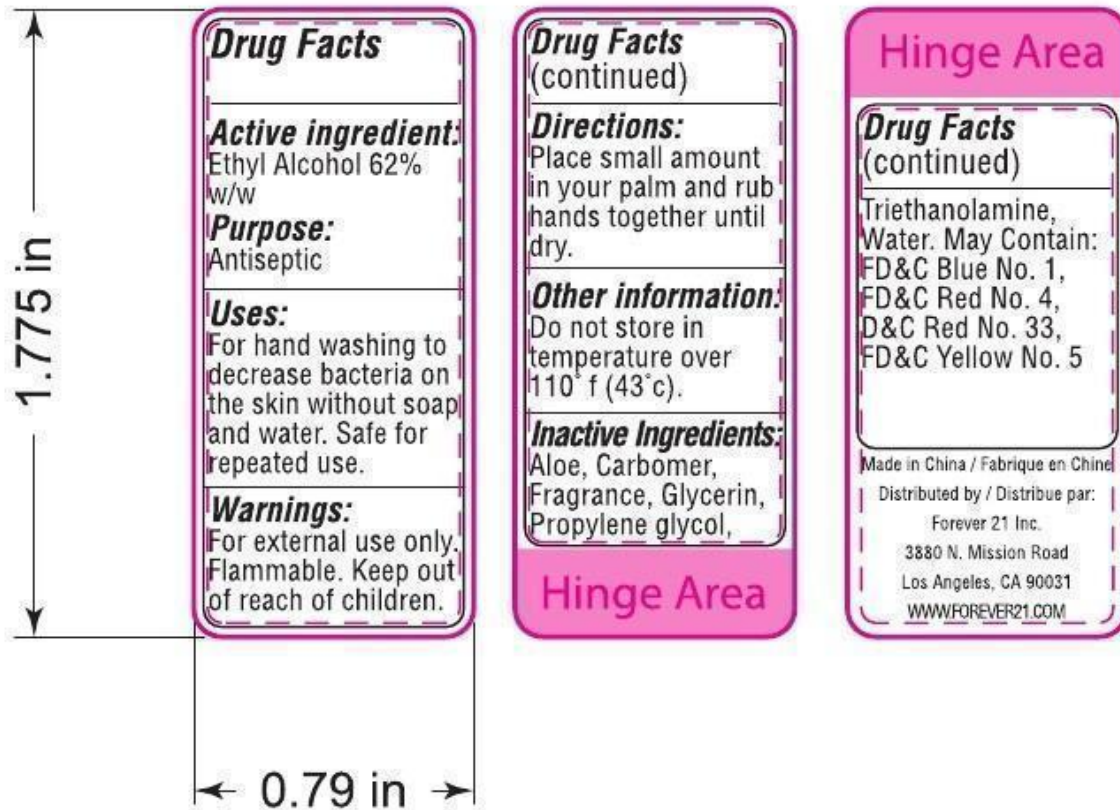 1.775 in
Drug Facts
Active ingredient:
Ethyl Alcohol 62%
w/w
Purpose:
Antiseptic
Uses:
For hand washing to
decrease bacteria on
the skin without soap
and water. Safe for
repeated use.
Warnings:
For external use only.
Flammable. Keep out
of reach of children.
0.79 in
Drug Facts
(continued)
Directions:
Place small amount
in your palm and rub
hands together until
dry.
Other information:
Do not store in
temperature over
110° f (43°c).
Inactive Ingredients:
Aloe, Carbomer,
Fragrance, Glycerin,
Propylene glycol,
Hinge Area
Hinge Area
Drug Facts
(continued)
Triethanolamine,
Water. May Contain:
FD&C Blue No. 1,
FD&C Red No. 4,
D&C Red No. 33,
FD&C Yellow No. 5
Made in China / Fabrique en Chine
Distributed by / Distribue par:
Forever 21 Inc.
3880 N. Mission Road
Los Angeles, CA 90031
WWW.FOREVER21.COM